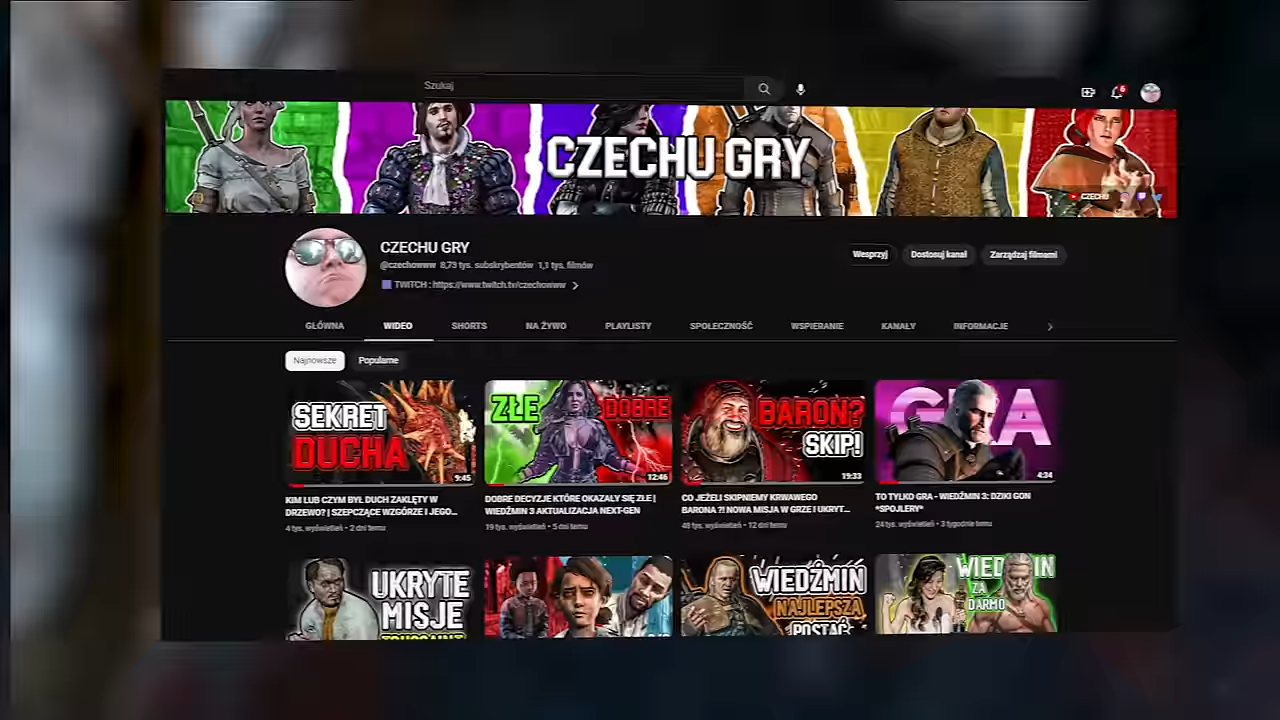 Szukaj
6
CZECHU GRY
CZECHU
CZECHU GRY
@czechowww 8,79 tys. subskrybentów 1,1 tys. filmów
TWITCH : https://www.twitch.tv/czechowww
Wesprzyj
Dostosuj kanał
Zarządzaj filmami
GŁÓWNA WIDEO SHORTS NA ŻYWO PLAYLISTY SPOŁECZNOŚĆ WSPIERANIE KANAŁY INFORMACJE
Najnowsze Popularne
SEKRET
DUCHA
9:45
ZŁE DOBRE
12:46
BARON?
SKIP!
19:33
GRA
4:24
KIM LUB CZYM BYŁ DUCH ZAKLĘTY W
DRZEWO? | SZEPCZĄCE WZGÓRZE I JEGO...
4 tys. wyświetleń • 2 dni temu
DOBRE DECYZJE KTÓRE OKAZAŁY SIĘ ZŁE |
WIEDŹMIN 3 AKTUALIZACJA NEXT-GEN
19 tys. wyświetleń • 5 dni temu
CO JEŻELI SKIPNIEMY KRWAWEGO
BARONA ?! NOWA MISJA W GRZE I UKRYT...
48 tys. wyświetleń • 12 dni temu
TO TYLKO GRA - WIEDŹMIN 3: DZIKI GON
*SPOJLERY*
24 tys. wyświetleń • 3 tygodnie temu
UKRYTE
MISJE
TOUSSAINT
WIEDŹMIN
NAJLEPSZA
POSTAĆ
ZA
DARMO